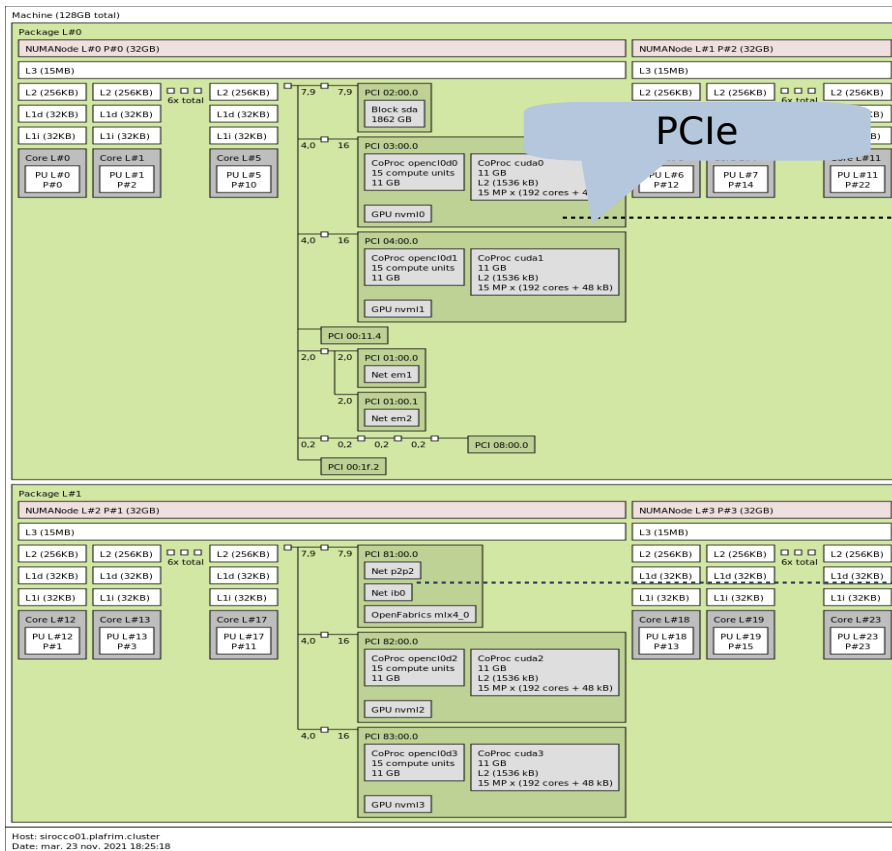 Machine (128GB total)
Package L#0
NUMANode L#0 P#0 (32GB)
NUMANode L#1 P#2 (32GB)
L3 (15MB)
L3 (15MB)
L2 (256KB) L2 (256KB) 6x total L2 (256KB)
L1d (32KB) L1d (32KB) L1d (32KB)
L1i (32KB) L1i (32KB) L1i (32KB)
Core L#0 Core L#1 Core L#5
PU L#0 PU L#1 PU L#5
P#0 P#2 P#10
7,9 7,9 PCI 02:00.0
Block sda
1862 GB
4,0 16 PCI 03:00.0
CoProc opencl0d0
15 compute units
11 GB
CoProc cuda0
11 GB
L2 (1536 kB)
15 MP x (192 cores + 4
GPU nvml0
PCIe
L2 (256KB) L2 (256KB) 6x total L2 (256KB)
Core L#11
PU L#6 PU L#7 PU L#11
P#12 P#14 P#22
4,0 16 PCI 04:00.0
CoProc opencl0d1
15 compute units
11 GB
CoProc cuda1
11 GB
L2 (1536 kB)
15 MP x (192 cores + 48 kB)
GPU nvml1
PCI 00:11.4
2,0 2,0 PCI 01:00.0
Net em1
2,0 PCI 01:00.1
Net em2
0,2 0,2 0,2 0,2 PCI 08:00.0
PCI 00:1f.2
Package L#1
NUMANode L#2 P#1 (32GB)
NUMANode L#3 P#3 (32GB)
L3 (15MB)
L3 (15MB)
L2 (256KB) L2 (256KB) 6x total L2 (256KB)
L1d (32KB) L1d (32KB) L1d (32KB)
L1i (32KB) L1i (32KB) L1i (32KB)
Core L#12 Core L#13 Core L#17
PU L#12 PU L#13 PU L#17
P#1 P#3 P#11
7,9 7,9 PCI 81:00.0
Net p2p2
Net ib0
OpenFabrics mlx4_0
L2 (256KB) L2 (256KB) 6x total L2 (256KB)
L1d (32KB) L1d (32KB) L1d (32KB)
L1i (32KB) L1i (32KB) L1i (32KB)
Core L#18 Core L#19 Core L#23
PU L#18 PU L#19 PU L#23
P#13 P#15 P#23
4,0 16 PCI 82:00.0
CoProc opencl0d2
15 compute units
11 GB
CoProc cuda2
11 GB
L2 (1536 kB)
15 MP x (192 cores + 48 kB)
GPU nvml2
4,0 16 PCI 83:00.0
CoProc opencl0d3
15 compute units
11 GB
CoProc cuda3
11 GB
L2 (1536 kB)
15 MP x (192 cores + 48 kB)
GPU nvml3
Host: sirocco01.plafrim.cluster
Date: mar. 23 nov. 2021 18:25:18